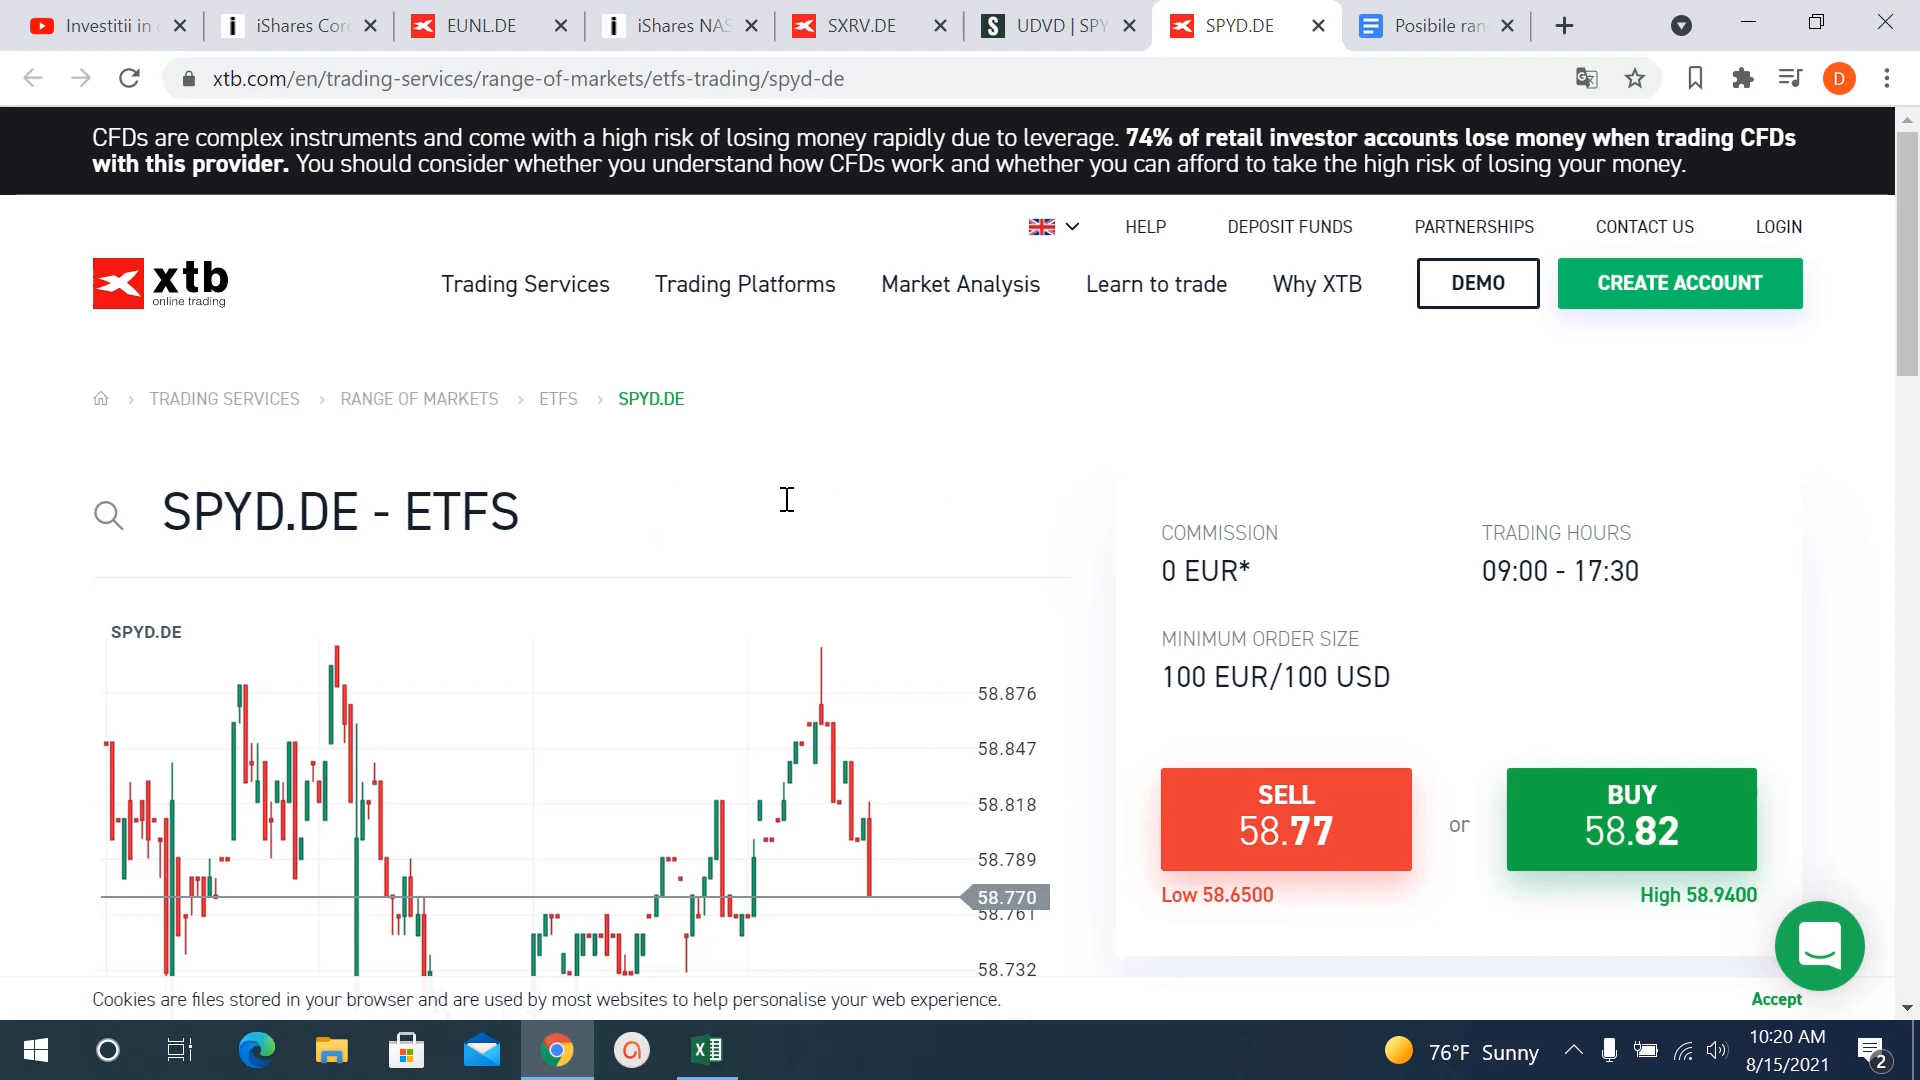 Investitii in
iShares Core
EUNL.DE
iShares NAS
SXRV.DE
UDVD | SPY
SPYD.DE
Posibile ran
xtb.com/en/trading-services/range-of-markets/etfs-trading/spyd-de
D
CFDs are complex instruments and come with a high risk of losing money rapidly due to leverage. 74% of retail investor accounts lose money when trading CFDs
with this provider. You should consider whether you understand how CFDs work and whether you can afford to take the high risk of losing your money.
HELP
DEPOSIT FUNDS
PARTNERSHIPS
CONTACT US
LOGIN
xtb
online trading
Trading Services
Trading Platforms
Market Analysis
Learn to trade
Why XTB
DEMO
CREATE ACCOUNT
TRADING SERVICES > RANGE OF MARKETS > ETFS > SPYD.DE
SPYD.DE - ETFS
COMMISSION
0 EUR*
TRADING HOURS
09:00 - 17:30
MINIMUM ORDER SIZE
100 EUR/100 USD
SPYD.DE
58.876
58.847
58.818
58.789
58.770
58.761
58.732
SELL
58.77
or
BUY
58.82
Low 58.6500
High 58.9400
Cookies are files stored in your browser and are used by most websites to help personalise your web experience.
Accept
76°F Sunny
10:20 AM
8/15/2021
2